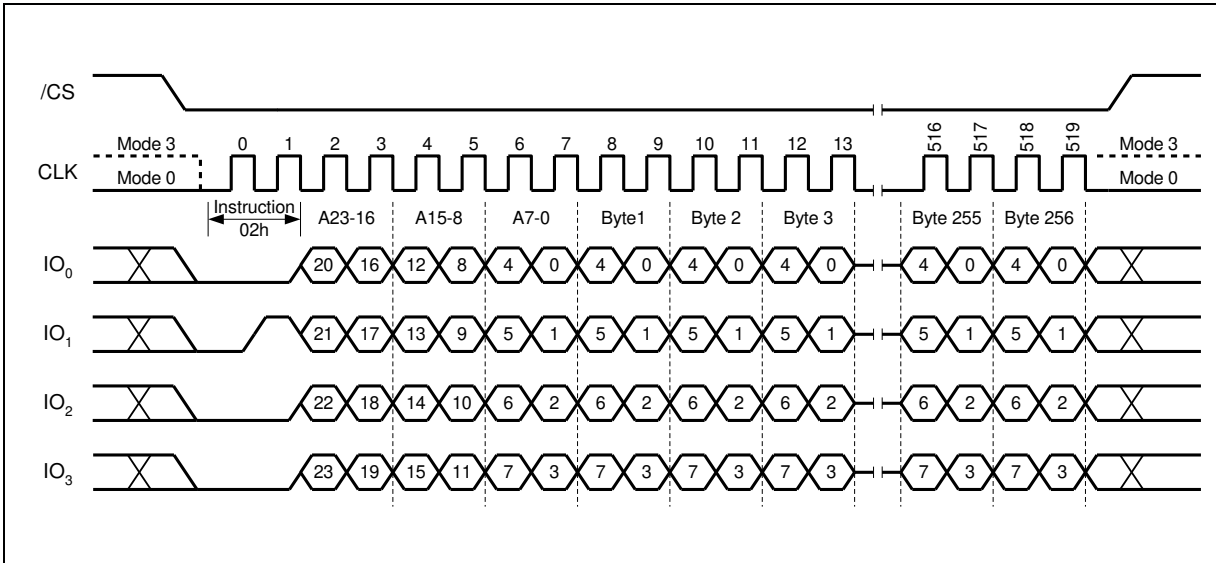 /CS
Mode 3 0 1 2 3 4 5 6 7 8 9 10 11 12 13 516 517 518 519 Mode 3
CLK
Mode 0 Mode 0
Instruction
02h A23-16 A15-8 A7-0 Byte1 Byte 2 Byte 3 Byte 255 Byte 256
IO0 20 16 12 8 4 0 4 0 4 0 4 0 4 0 4 0
IO1 21 17 13 9 5 1 5 1 5 1 5 1 5 1 5 1
IO2 22 18 14 10 6 2 6 2 6 2 6 2 6 2 6 2
IO3 23 19 15 11 7 3 7 3 7 3 7 3 7 3 7 3